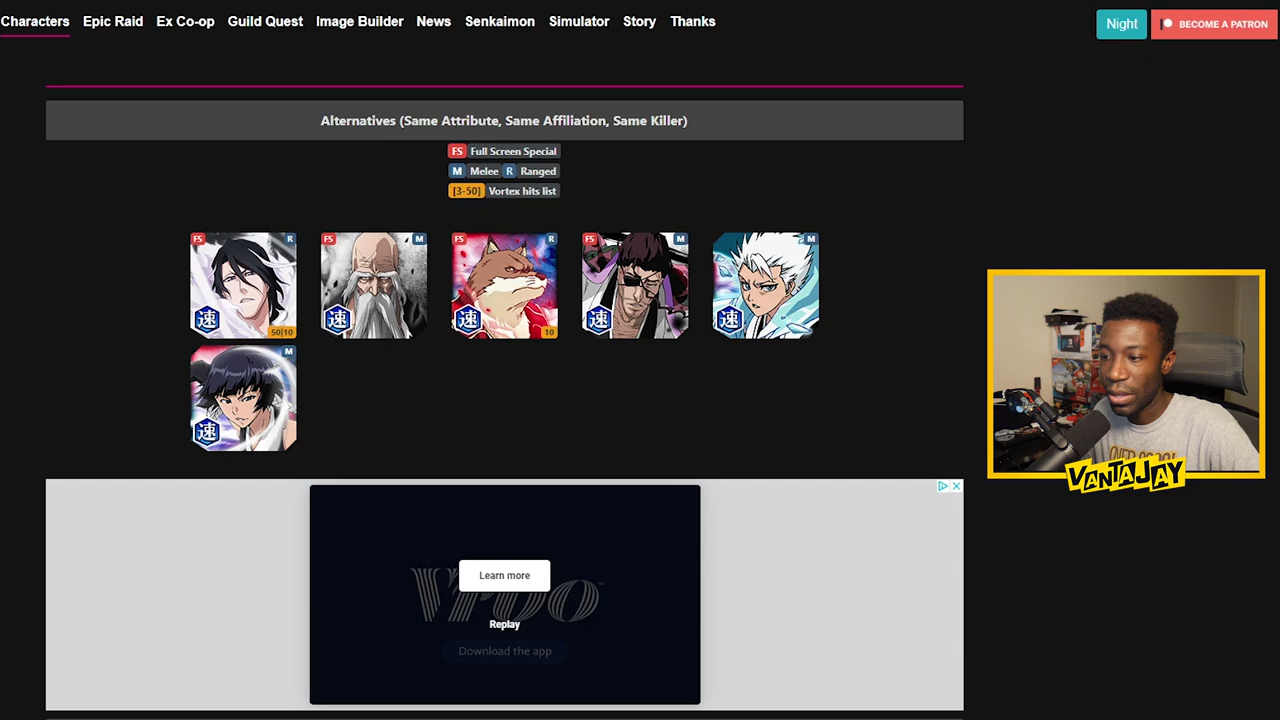 Characters Epic Raid Ex Co-op Guild Quest Image Builder News Senkaimon Simulator Story Thanks Night BECOME A PATRON
Alternatives (Same Attribute, Same Affiliation, Same Killer)
FS Full Screen Special
M Melee R Ranged
[3-50] Vortex hits list
FS R FS M FS R FS M M
速 速 速 速 速
50|10 10
M
速
Learn more
Vroo™
Replay
Download the app
VANTAJAY